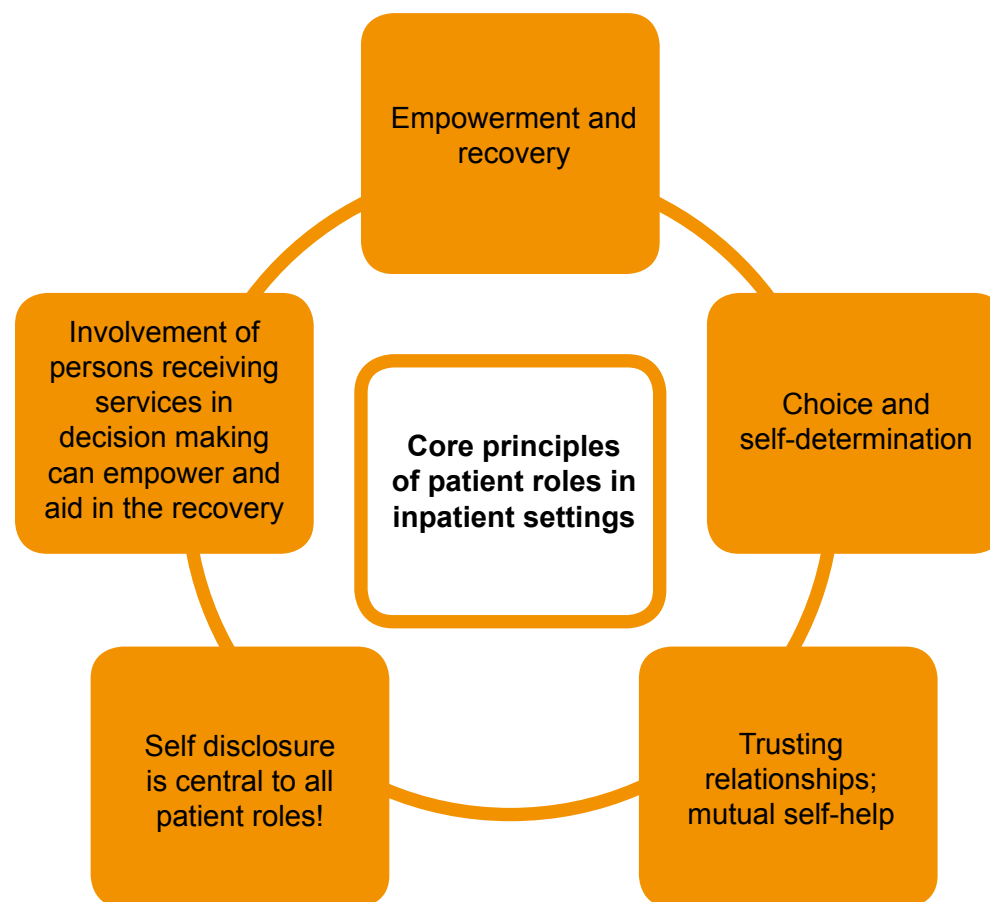 Empowerment and
recovery
Choice and
self-determination
Trusting
relationships;
mutual self-help
Self disclosure
is central to all
patient roles!
Involvement of
persons receiving
services in
decision making
can empower and
aid in the recovery
Core principles
of patient roles in
inpatient settings